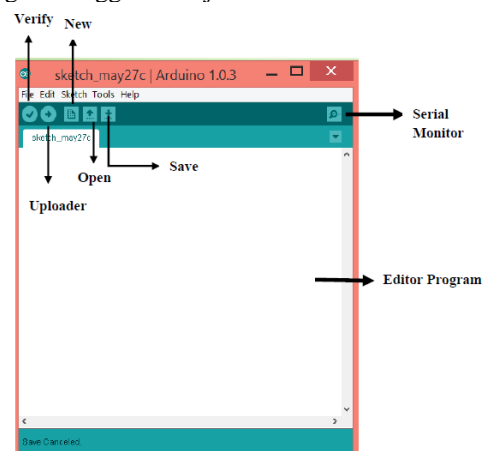 Verify New
sketch_may27c | Arduino 1.0.3
File Edit Sketch Tools Help
Serial
Monitor
sketch_may27c
Save
Open
Uploader
Editor Program
Save Canceled.